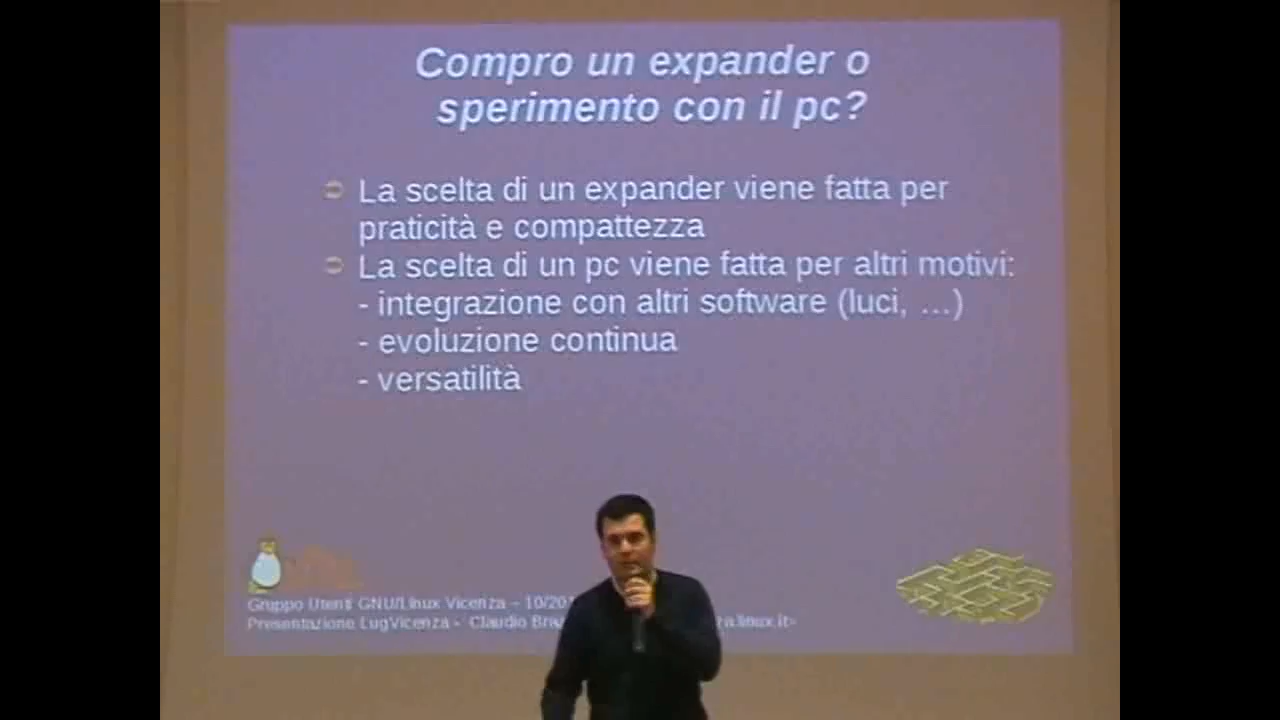 Compro un expander o
sperimento con il pc?
La scelta di un expander viene fatta per
praticità e compattezza
La scelta di un pc viene fatta per altri motivi:
- integrazione con altri software (luci, ...)
- evoluzione continua
- versatilità
Gruppo Utenti GNU/Linux Vicenza – 10/20
Presentazione LugVicenza - Claudio